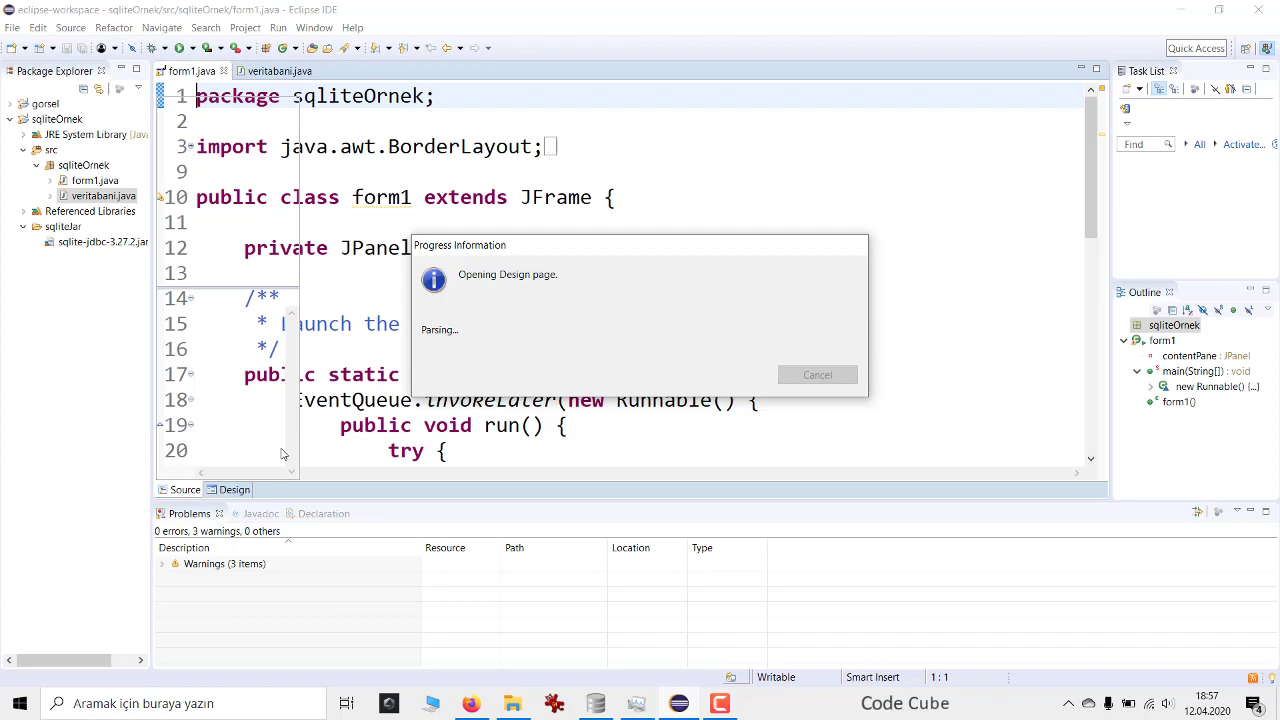 eclipse-workspace - sqliteOrnek/src/sqliteOrnek/form1.java - Eclipse IDE
File Edit Source Refactor Navigate Search Project Run Window Help
Quick Access
Package Explorer
form1.java
veritabani.java
Task List
gorsel
sqliteOrnek
JRE System Library [Java
src
sqliteOrnek
form1.java
veritabani.java
Referenced Libraries
sqliteJar
sqlite-jdbc-3.27.2.jar
1 package sqliteOrnek;
2
3 import java.awt.BorderLayout;
9
10 public class form1 extends JFrame {
11
12 private JPanel
13
14 /**
15 * Launch the
16 */
17 public static
18 EventQueue.invokeLater(new Runnable() {
19 public void run() {
20 try {
Progress Information
Opening Design page.
Parsing...
Cancel
Find
All
Activate...
Outline
sqliteOrnek
form1
contentPane : JPanel
main(String[]) : void
new Runnable() {...}
form1()
Source Design
Problems Javadoc Declaration
0 errors, 3 warnings, 0 others
Description Resource Path Location Type
Warnings (3 items)
Writable Smart Insert 1 : 1
Aramak için buraya yazın
Code Cube
18:57
12.04.2020
4